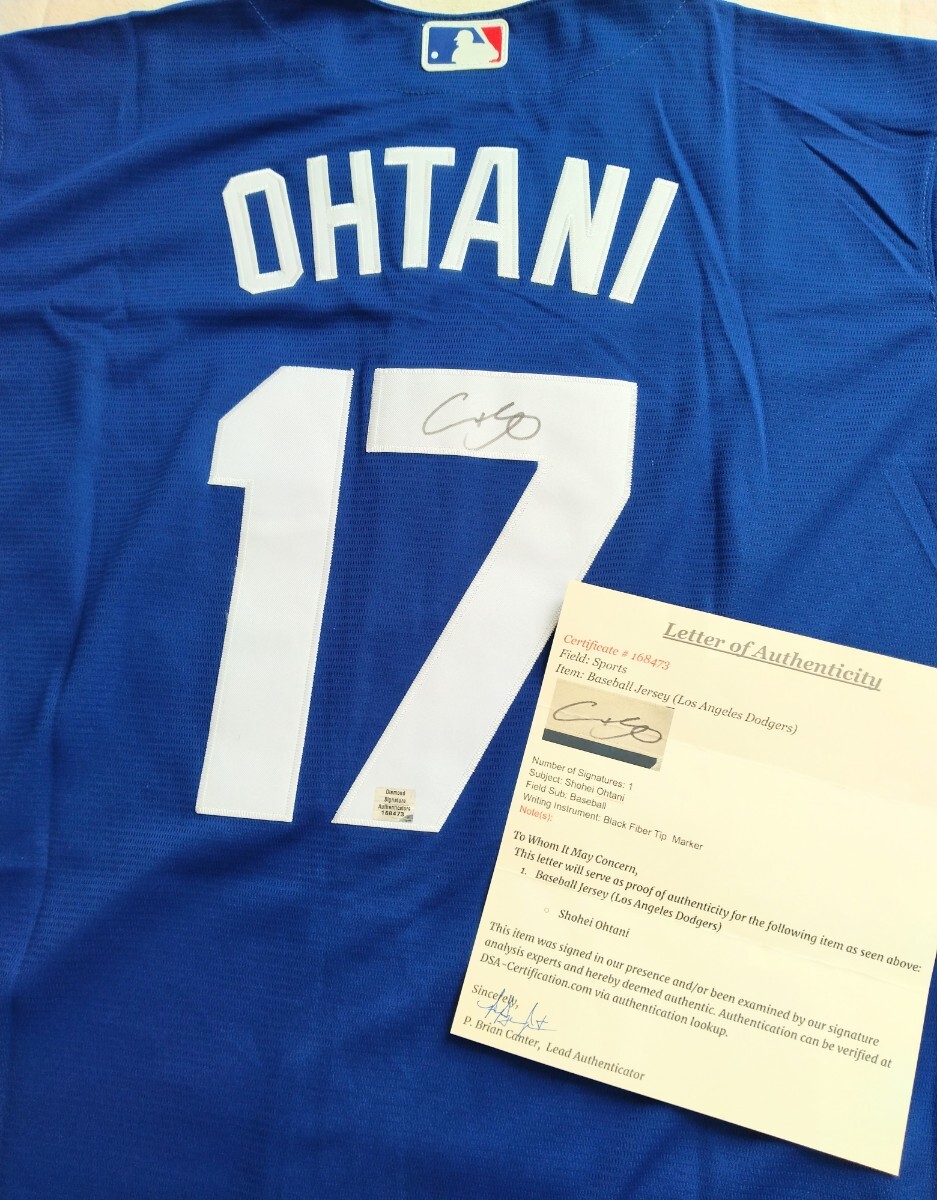 OHTANI
17
Diamond
Signature
Authenticators
168473
Letter of Authenticity
Certificate # 168473
Field: Sports
Item: Baseball Jersey (Los Angeles Dodgers)
Number of Signatures: 1
Subject: Shohei Ohtani
Field Sub: Baseball
Writing Instrument: Black Fiber Tip Marker
Note(s):
To Whom It May Concern,
This letter will serve as proof of authenticity for the following item as seen above:
1. Baseball Jersey (Los Angeles Dodgers)
○ Shohei Ohtani
This item was signed in our presence and/or been examined by our signature
analysis experts and hereby deemed authentic. Authentication can be verified at
DSA-Certification.com via authentication lookup.
Sincerely,
P. Brian Canter, Lead Authenticator